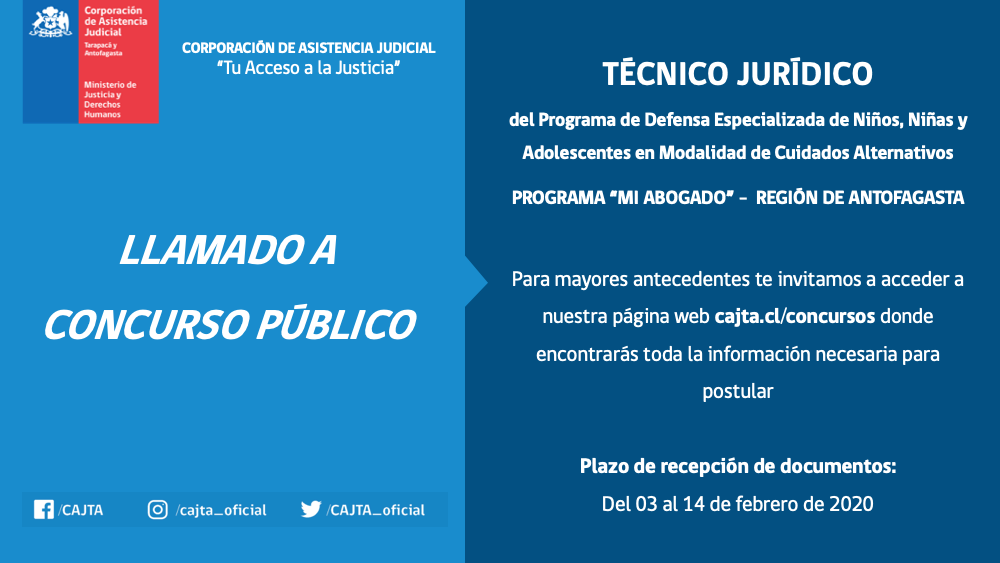 Corporación
de Asistencia
Judicial
Tarapacá y
Antofagasta
Ministerio de
Justicia y
Derechos
Humanos
CORPORACIÓN DE ASISTENCIA JUDICIAL
“Tu Acceso a la Justicia”
LLAMADO A
CONCURSO PÚBLICO
/CAJTA
/cajta_oficial
/CAJTA_oficial
TÉCNICO JURÍDICO
del Programa de Defensa Especializada de Niños, Niñas y
Adolescentes en Modalidad de Cuidados Alternativos
PROGRAMA “MI ABOGADO” – REGIÓN DE ANTOFAGASTA
Para mayores antecedentes te invitamos a acceder a
nuestra página web cajta.cl/concursos donde
encontrarás toda la información necesaria para
postular
Plazo de recepción de documentos:
Del 03 al 14 de febrero de 2020